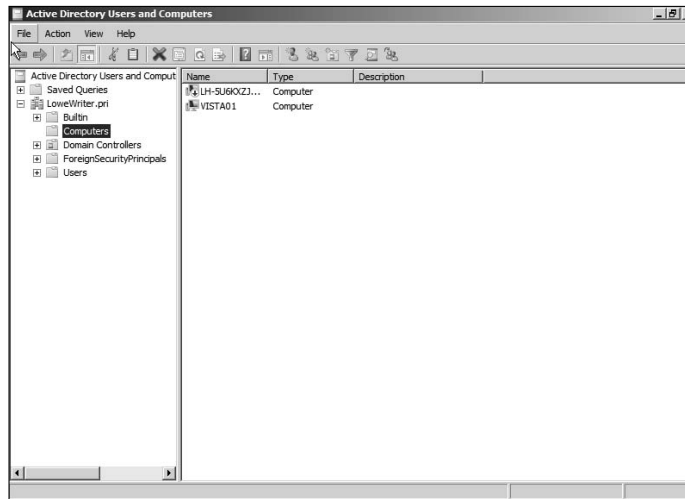 Active Directory Users and Computers
File Action View Help
Active Directory Users and Comput
Name Type Description
Saved Queries
LH-5U6KXZJ... Computer
LoweWriter.pri
VISTA01 Computer
Builtin
Computers
Domain Controllers
ForeignSecurityPrincipals
Users